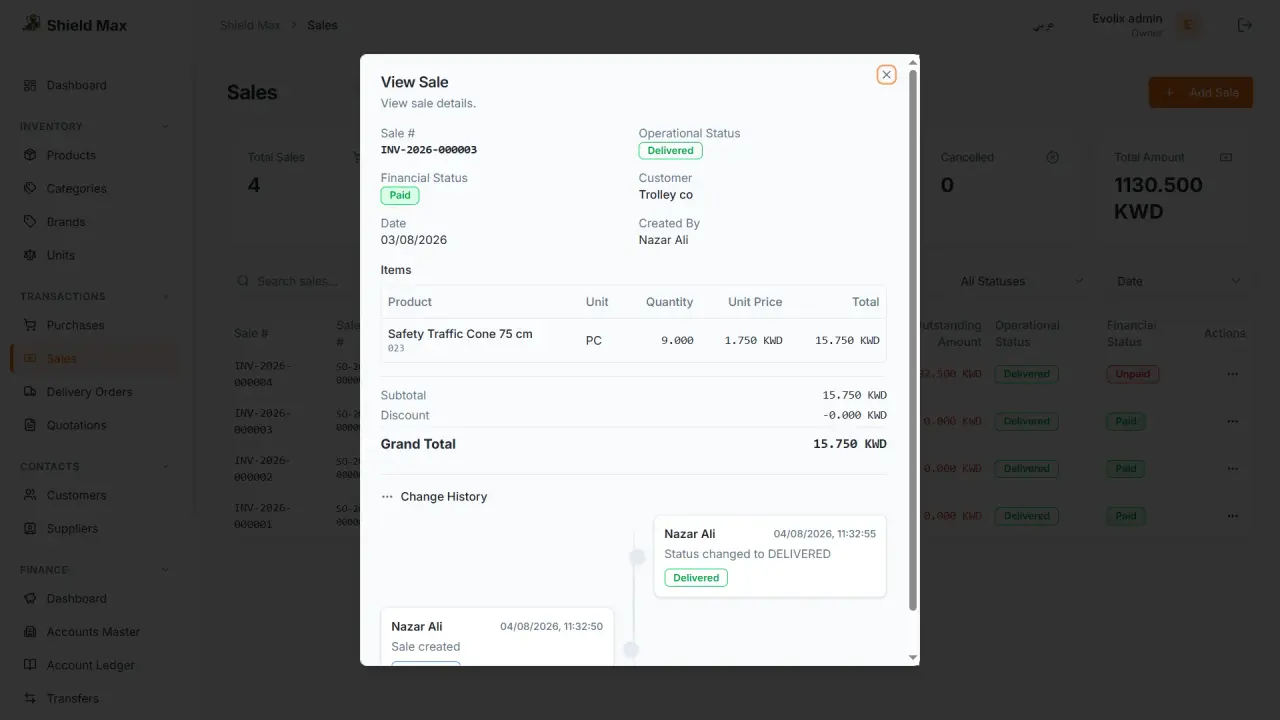 Shield Max
Shield Max > Sales
عربي
Evolix admin
Owner
E
Dashboard
INVENTORY
Products
Categories
Brands
Units
TRANSACTIONS
Purchases
Sales
Delivery Orders
Quotations
CONTACTS
Customers
Suppliers
FINANCE
Dashboard
Accounts Master
Account Ledger
Transfers
Sales
+ Add Sale
Total Sales
4
Cancelled
0
Total Amount
1130.500
KWD
Search sales...
All Statuses
Date
Sale #
Outstanding
Amount
Operational
Status
Financial
Status
Actions
INV-2026-
000004
Delivered
Unpaid
INV-2026-
000003
Delivered
Paid
INV-2026-
000002
Delivered
Paid
INV-2026-
000001
Delivered
Paid
View Sale
View sale details.
Sale #
INV-2026-000003
Operational Status
Delivered
Financial Status
Paid
Customer
Trolley co
Date
03/08/2026
Created By
Nazar Ali
Items
Product Unit Quantity Unit Price Total
Safety Traffic Cone 75 cm
023
PC 9.000 1.750 KWD 15.750 KWD
Subtotal 15.750 KWD
Discount -0.000 KWD
Grand Total 15.750 KWD
Change History
Nazar Ali 04/08/2026, 11:32:55
Status changed to DELIVERED
Delivered
Nazar Ali 04/08/2026, 11:32:50
Sale created